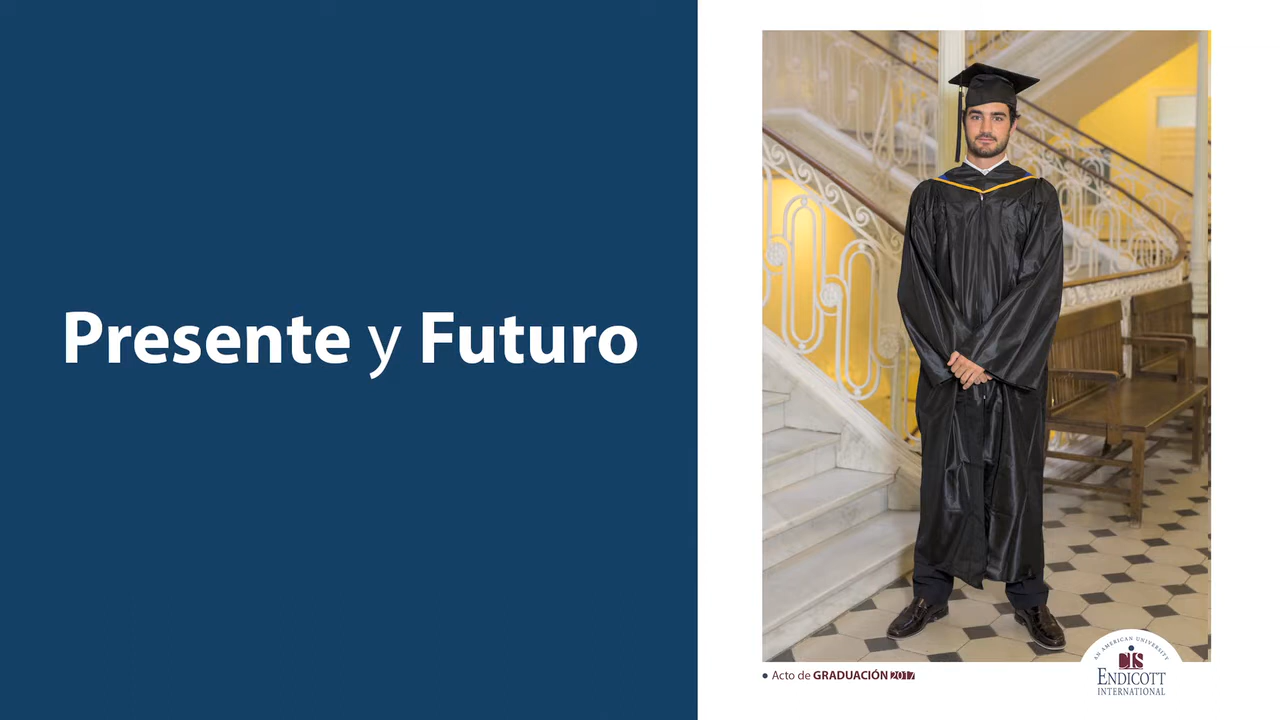 Presente y Futuro
• Acto de GRADUACIÓN 2017
AN AMERICAN UNIVERSITY
CIS
ENDICOTT
INTERNATIONAL